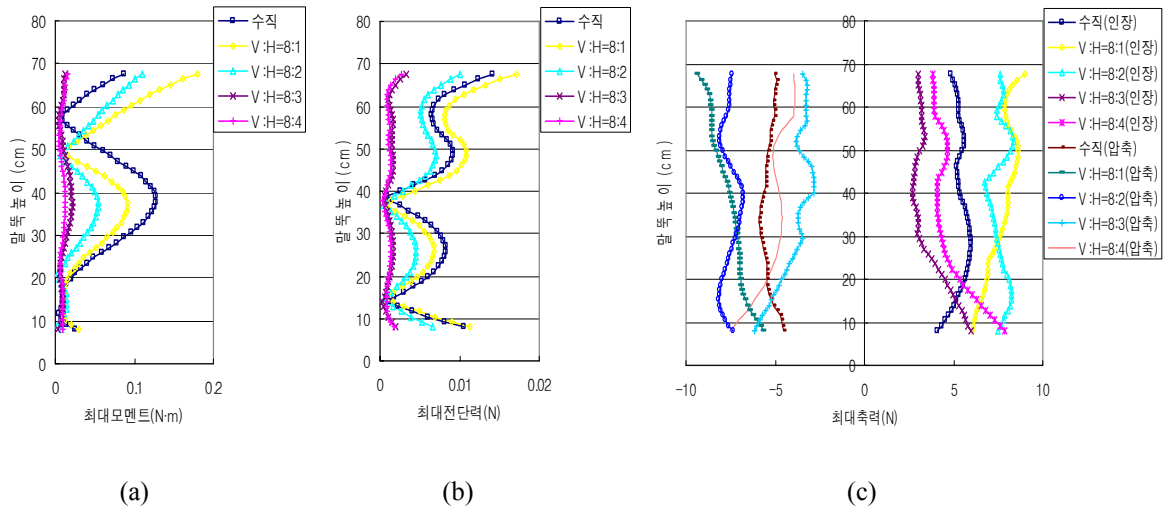 80
70
60
50
40
30
20
10
0
말뚝높이(cm)
0
0.1
0.2
최대모멘트(N·m)
수직
V:H=8:1
V:H=8:2
V:H=8:3
V:H=8:4
(a)
80
70
60
50
40
30
20
10
0
말뚝높이(cm)
0
0.01
0.02
최대전단력(N)
수직
V:H=8:1
V:H=8:2
V:H=8:3
V:H=8:4
(b)
80
70
60
50
40
30
20
10
0
말뚝높이(cm)
-10
-5
0
5
10
최대축력(N)
수직(인장)
V:H=8:1(인장)
V:H=8:2(인장)
V:H=8:3(인장)
V:H=8:4(인장)
수직(압축)
V:H=8:1(압축)
V:H=8:2(압축)
V:H=8:3(압축)
V:H=8:4(압축)
(c)